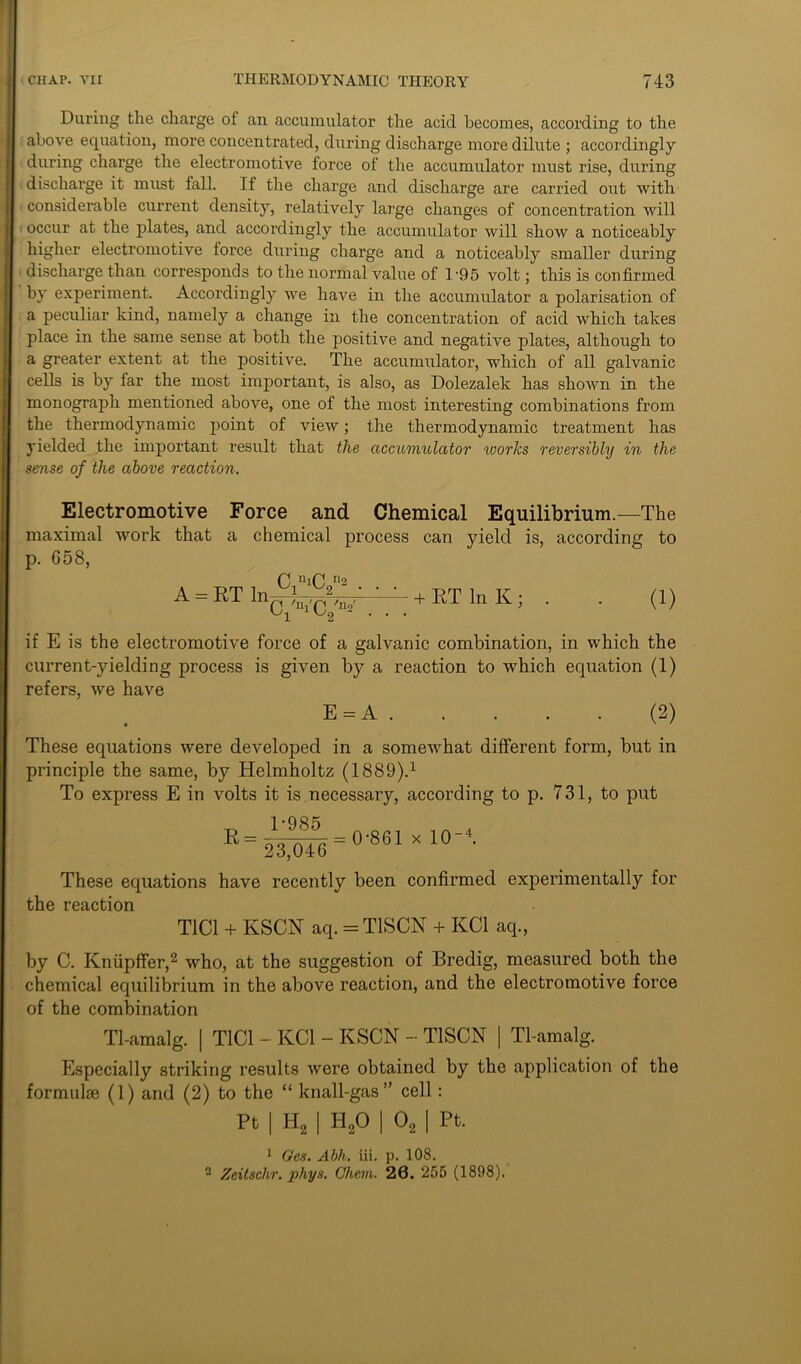 CHAP. VII THERMODYNAMIC THEORY 743
During the charge of an accumulator the acid becomes, according to the
above equation, more concentrated, during discharge more dilute ; accordingly
during charge the electromotive force of the accumulator must rise, during
discharge it must fall. If the charge and discharge are carried out with
considerable current density, relatively large changes of concentration will
occur at the plates, and accordingly the accumulator will show a noticeably
higher electromotive force during charge and a noticeably smaller during
discharge than corresponds to the normal value of 1·95 volt ; this is confirmed
by experiment. Accordingly we have in the accumulator a polarisation of
a peculiar kind, namely a change in the concentration of acid which takes
place in the same sense at both the positive and negative plates, although to
a greater extent at the positive. The accumulator, which of all galvanic
cells is by far the most important, is also, as Dolezalek has shown in the
monograph mentioned above, one of the most interesting combinations from
the thermodynamic point of view ; the thermodynamic treatment has
yielded the important result that the accumulator works reversibly in the
sense of the above reaction.
Electromotive Force and Chemical Equilibrium.—The
maximal work that a chemical process can yield is, according to
p. 658,
A = RT ln (C₁^n₁ C₂^n₂ . . .)/(C₁′^n₁′ C₂′^n₂′ . . .) + RT ln K ; . . (1)
if E is the electromotive force of a galvanic combination, in which the
current-yielding process is given by a reaction to which equation (1)
refers, we have
E = A . . . . . (2)
These equations were developed in a somewhat different form, but in
principle the same, by Helmholtz (1889).¹
To express E in volts it is necessary, according to p. 731, to put
R = 1·985/23,046 = 0·861 × 10⁻⁴.
These equations have recently been confirmed experimentally for
the reaction
TlCl + KSCN aq. = TlSCN + KCl aq.,
by C. Knüpffer,² who, at the suggestion of Bredig, measured both the
chemical equilibrium in the above reaction, and the electromotive force
of the combination
Tl-amalg. | TlCl - KCl - KSCN - TlSCN | Tl-amalg.
Especially striking results were obtained by the application of the
formulæ (1) and (2) to the “ knall-gas ” cell :
Pt | H₂ | H₂O | O₂ | Pt.
¹ Ges. Abh. iii. p. 108.
² Zeitschr. phys. Chem. 26. 255 (1898).